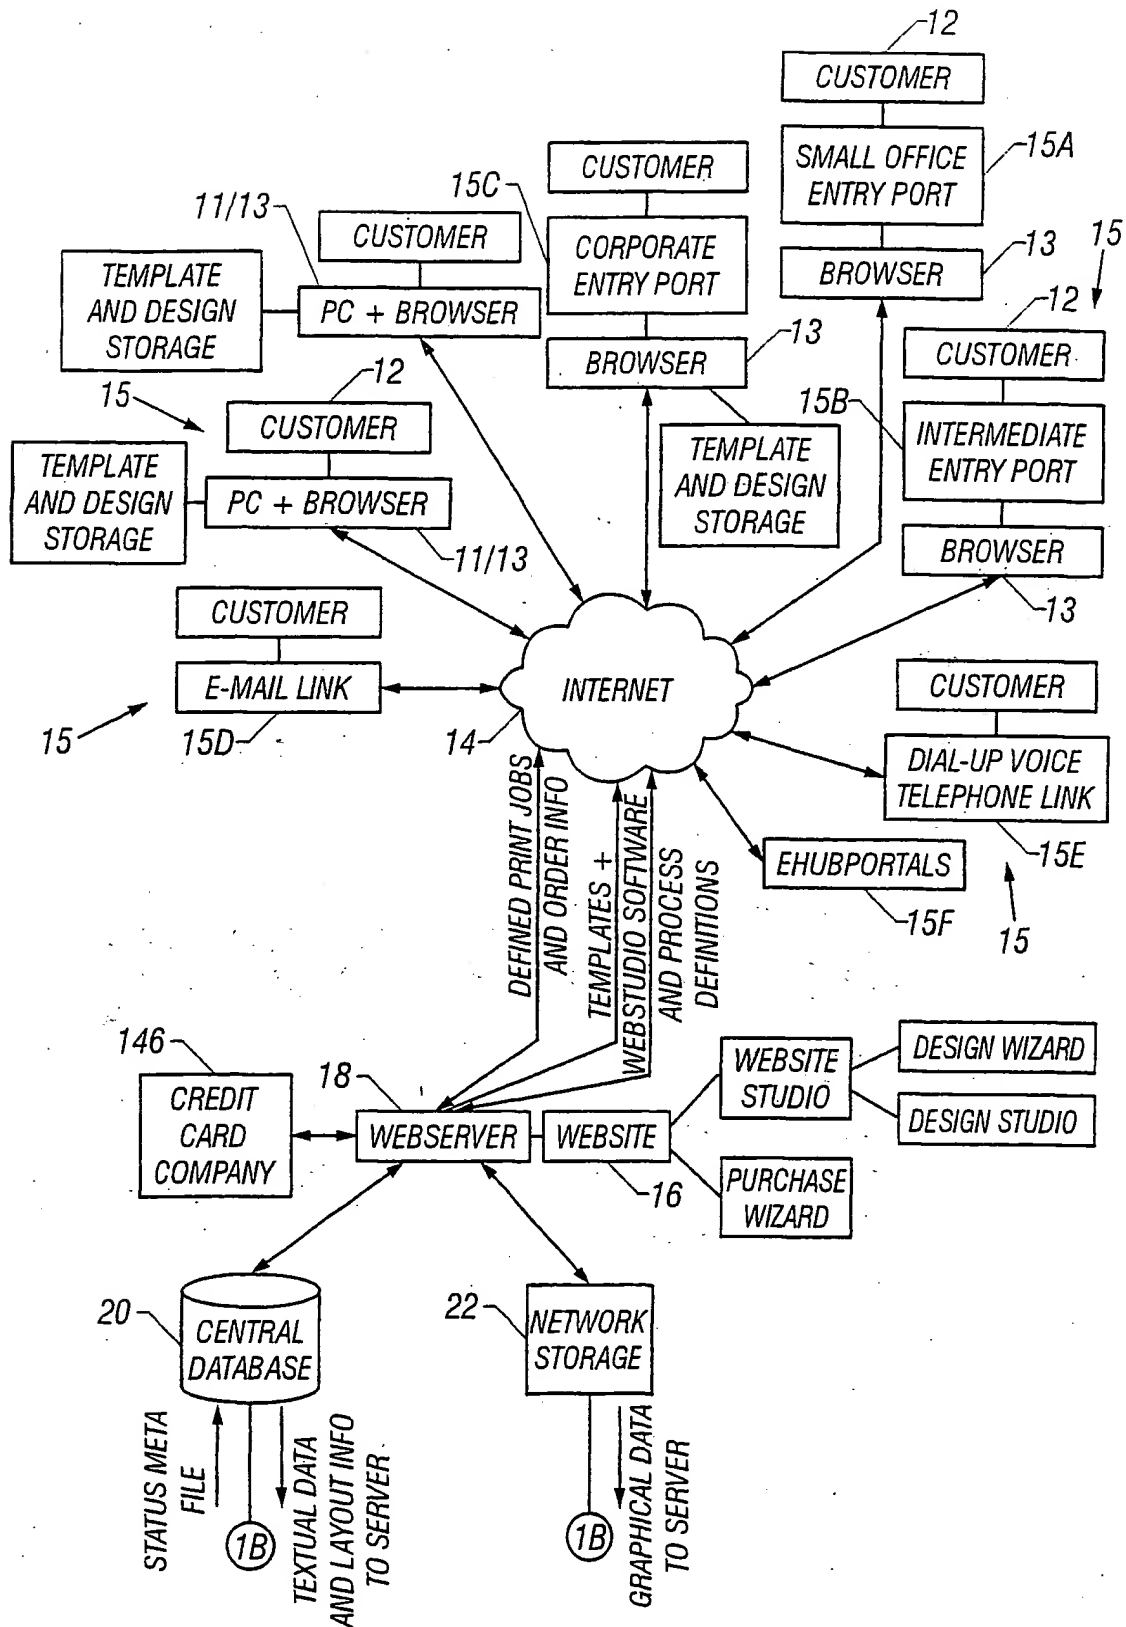 12
CUSTOMER
SMALL OFFICE
ENTRY PORT
15A
BROWSER
13
15
CUSTOMER
15C
CORPORATE
ENTRY PORT
BROWSER
13
TEMPLATE
AND DESIGN
STORAGE
11/13
CUSTOMER
TEMPLATE
AND DESIGN
STORAGE
PC + BROWSER
12
CUSTOMER
15B
INTERMEDIATE
ENTRY PORT
BROWSER
13
15
12
CUSTOMER
TEMPLATE
AND DESIGN
STORAGE
PC + BROWSER
11/13
CUSTOMER
E-MAIL LINK
15D
15
INTERNET
14
CUSTOMER
DIAL-UP VOICE
TELEPHONE LINK
15E
15
EHUBPORTALS
15F
DEFINED PRINT JOBS
AND ORDER INFO
TEMPLATES +
WEBSTUDIO SOFTWARE
AND PROCESS
DEFINITIONS
146
CREDIT
CARD
COMPANY
18
WEBSERVER
WEBSITE
16
WEBSITE
STUDIO
DESIGN WIZARD
DESIGN STUDIO
PURCHASE
WIZARD
20
CENTRAL
DATABASE
22
NETWORK
STORAGE
STATUS META
FILE
1B
TEXTUAL DATA
AND LAYOUT INFO
TO SERVER
1B
GRAPHICAL DATA
TO SERVER